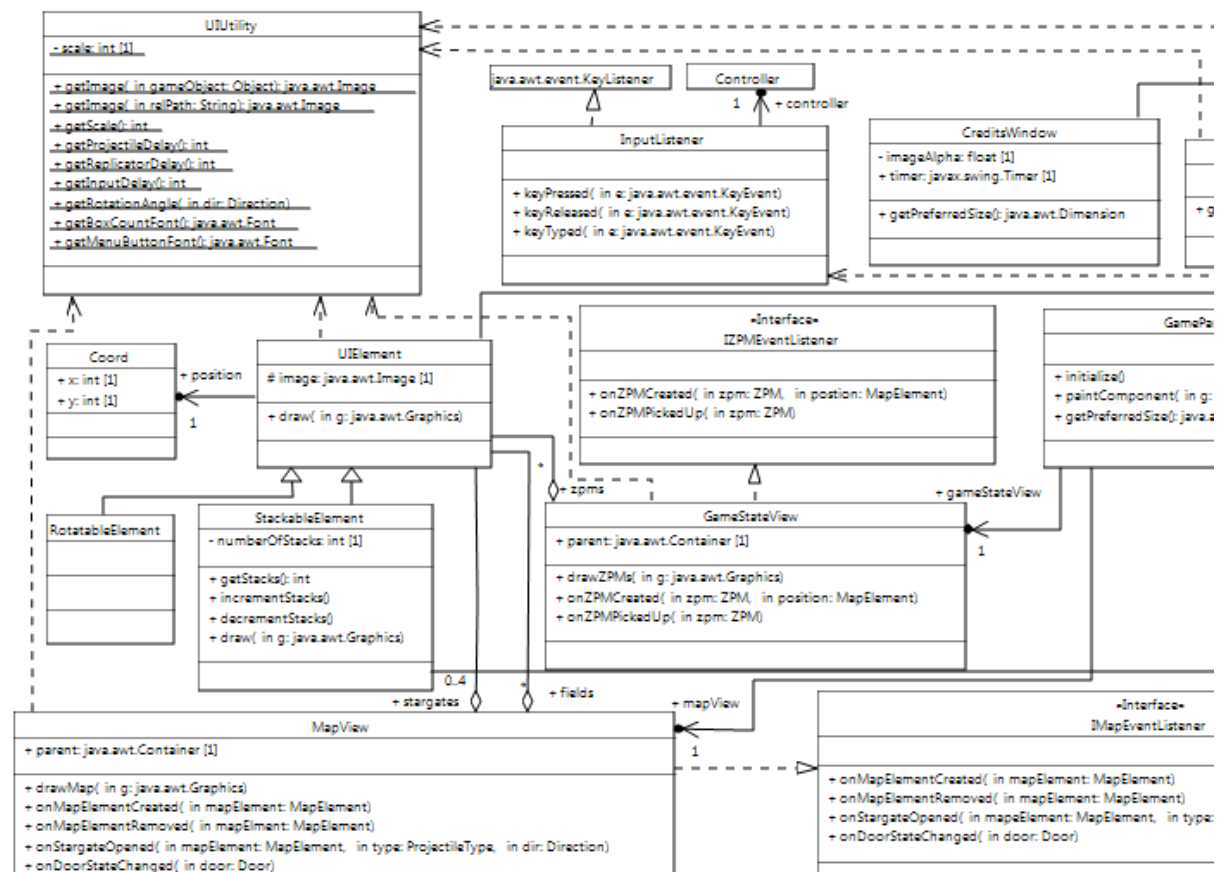 UIUtility
- scale: int [1]
+ getImage( in gameObject: Object): java.awt.Image
+ getImage( in relPath: String): java.awt.Image
+ getScale(): int
+ getProjectileDelay(): int
+ getReplicatorDelay(): int
+ getInputDelay(): int
+ getRotationAngle( in dir: Direction)
+ getBoxCountFont(): java.awt.Font
+ getMenuButtonFont(): java.awt.Font
java.awt.event.KeyListener
Controller
1
+ controller
InputListener
+ keyPressed( in e: java.awt.event.KeyEvent)
+ keyReleased( in e: java.awt.event.KeyEvent)
+ keyTyped( in e: java.awt.event.KeyEvent)
CreditsWindow
- imageAlpha: float [1]
+ timer: javax.swing.Timer [1]
+ getPreferredSize(): java.awt.Dimension
+ g
Coord
+ x: int [1]
+ y: int [1]
+ position
1
UIElement
# image: java.awt.Image [1]
+ draw( in g: java.awt.Graphics)
«Interface»
IZPMEventListener
+ onZPMCreated( in zpm: ZPM, in postion: MapElement)
+ onZPMPickedUp( in zpm: ZPM)
GamePa
+ initialize()
+ paintComponent( in g:
+ getPreferredSize(): java.a
*
+ zpms
RotatableElement
StackableElement
- numberOfStacks: int [1]
+ getStacks(): int
+ incrementStacks()
+ decrementStacks()
+ draw( in g: java.awt.Graphics)
GameStateView
+ parent: java.awt.Container [1]
+ drawZPMs( in g: java.awt.Graphics)
+ onZPMCreated( in zpm: ZPM, in position: MapElement)
+ onZPMPickedUp( in zpm: ZPM)
+ gameStateView
1
0..4
+ stargates
*
+ fields
+ mapView
1
MapView
+ parent: java.awt.Container [1]
+ drawMap( in g: java.awt.Graphics)
+ onMapElementCreated( in mapElement: MapElement)
+ onMapElementRemoved( in mapElment: MapElement)
+ onStargateOpened( in mapElement: MapElement, in type: ProjectileType, in dir: Direction)
+ onDoorStateChanged( in door: Door)
«Interface»
IMapEventListener
+ onMapElementCreated( in mapElement: MapElement)
+ onMapElementRemoved( in mapElement: MapElement)
+ onStargateOpened( in mapeElement: MapElement, in type:
+ onDoorStateChanged( in door: Door)